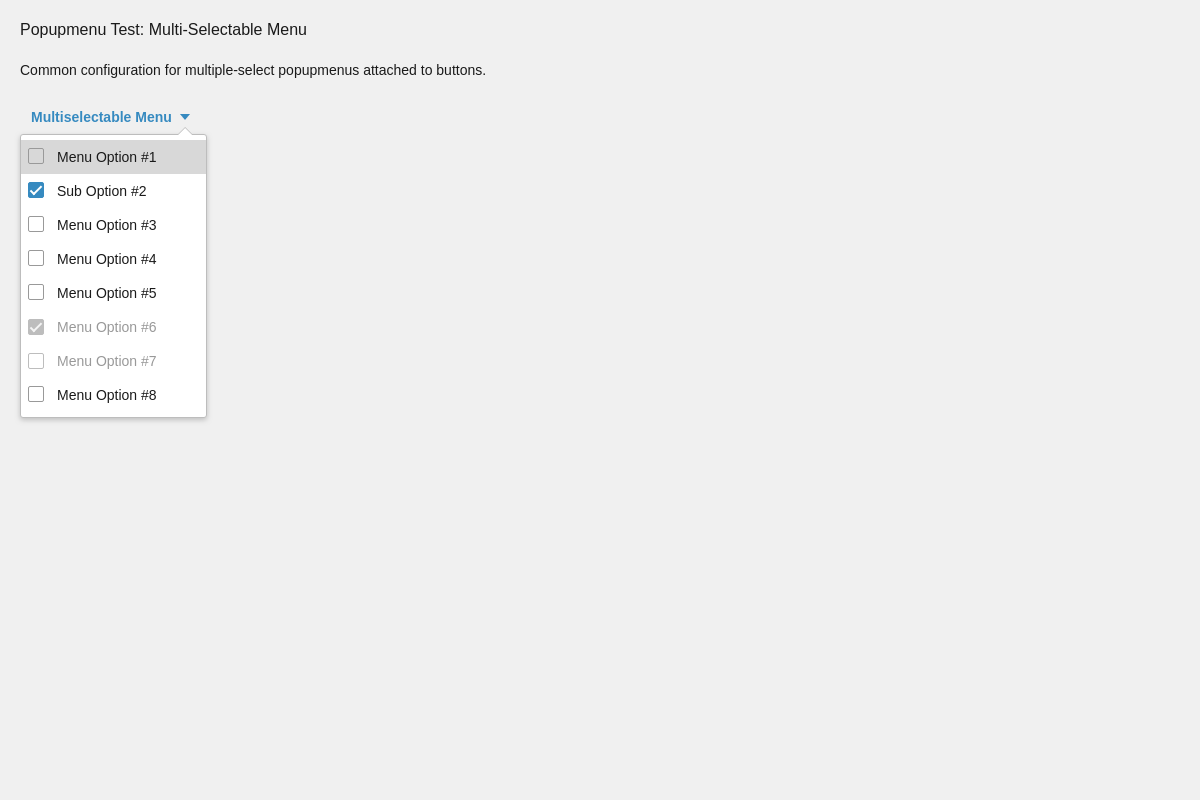 Popupmenu Test: Multi-Selectable Menu
Common configuration for multiple-select popupmenus attached to buttons.
Multiselectable Menu
Menu Option #1
Sub Option #2
Menu Option #3
Menu Option #4
Menu Option #5
Menu Option #6
Menu Option #7
Menu Option #8